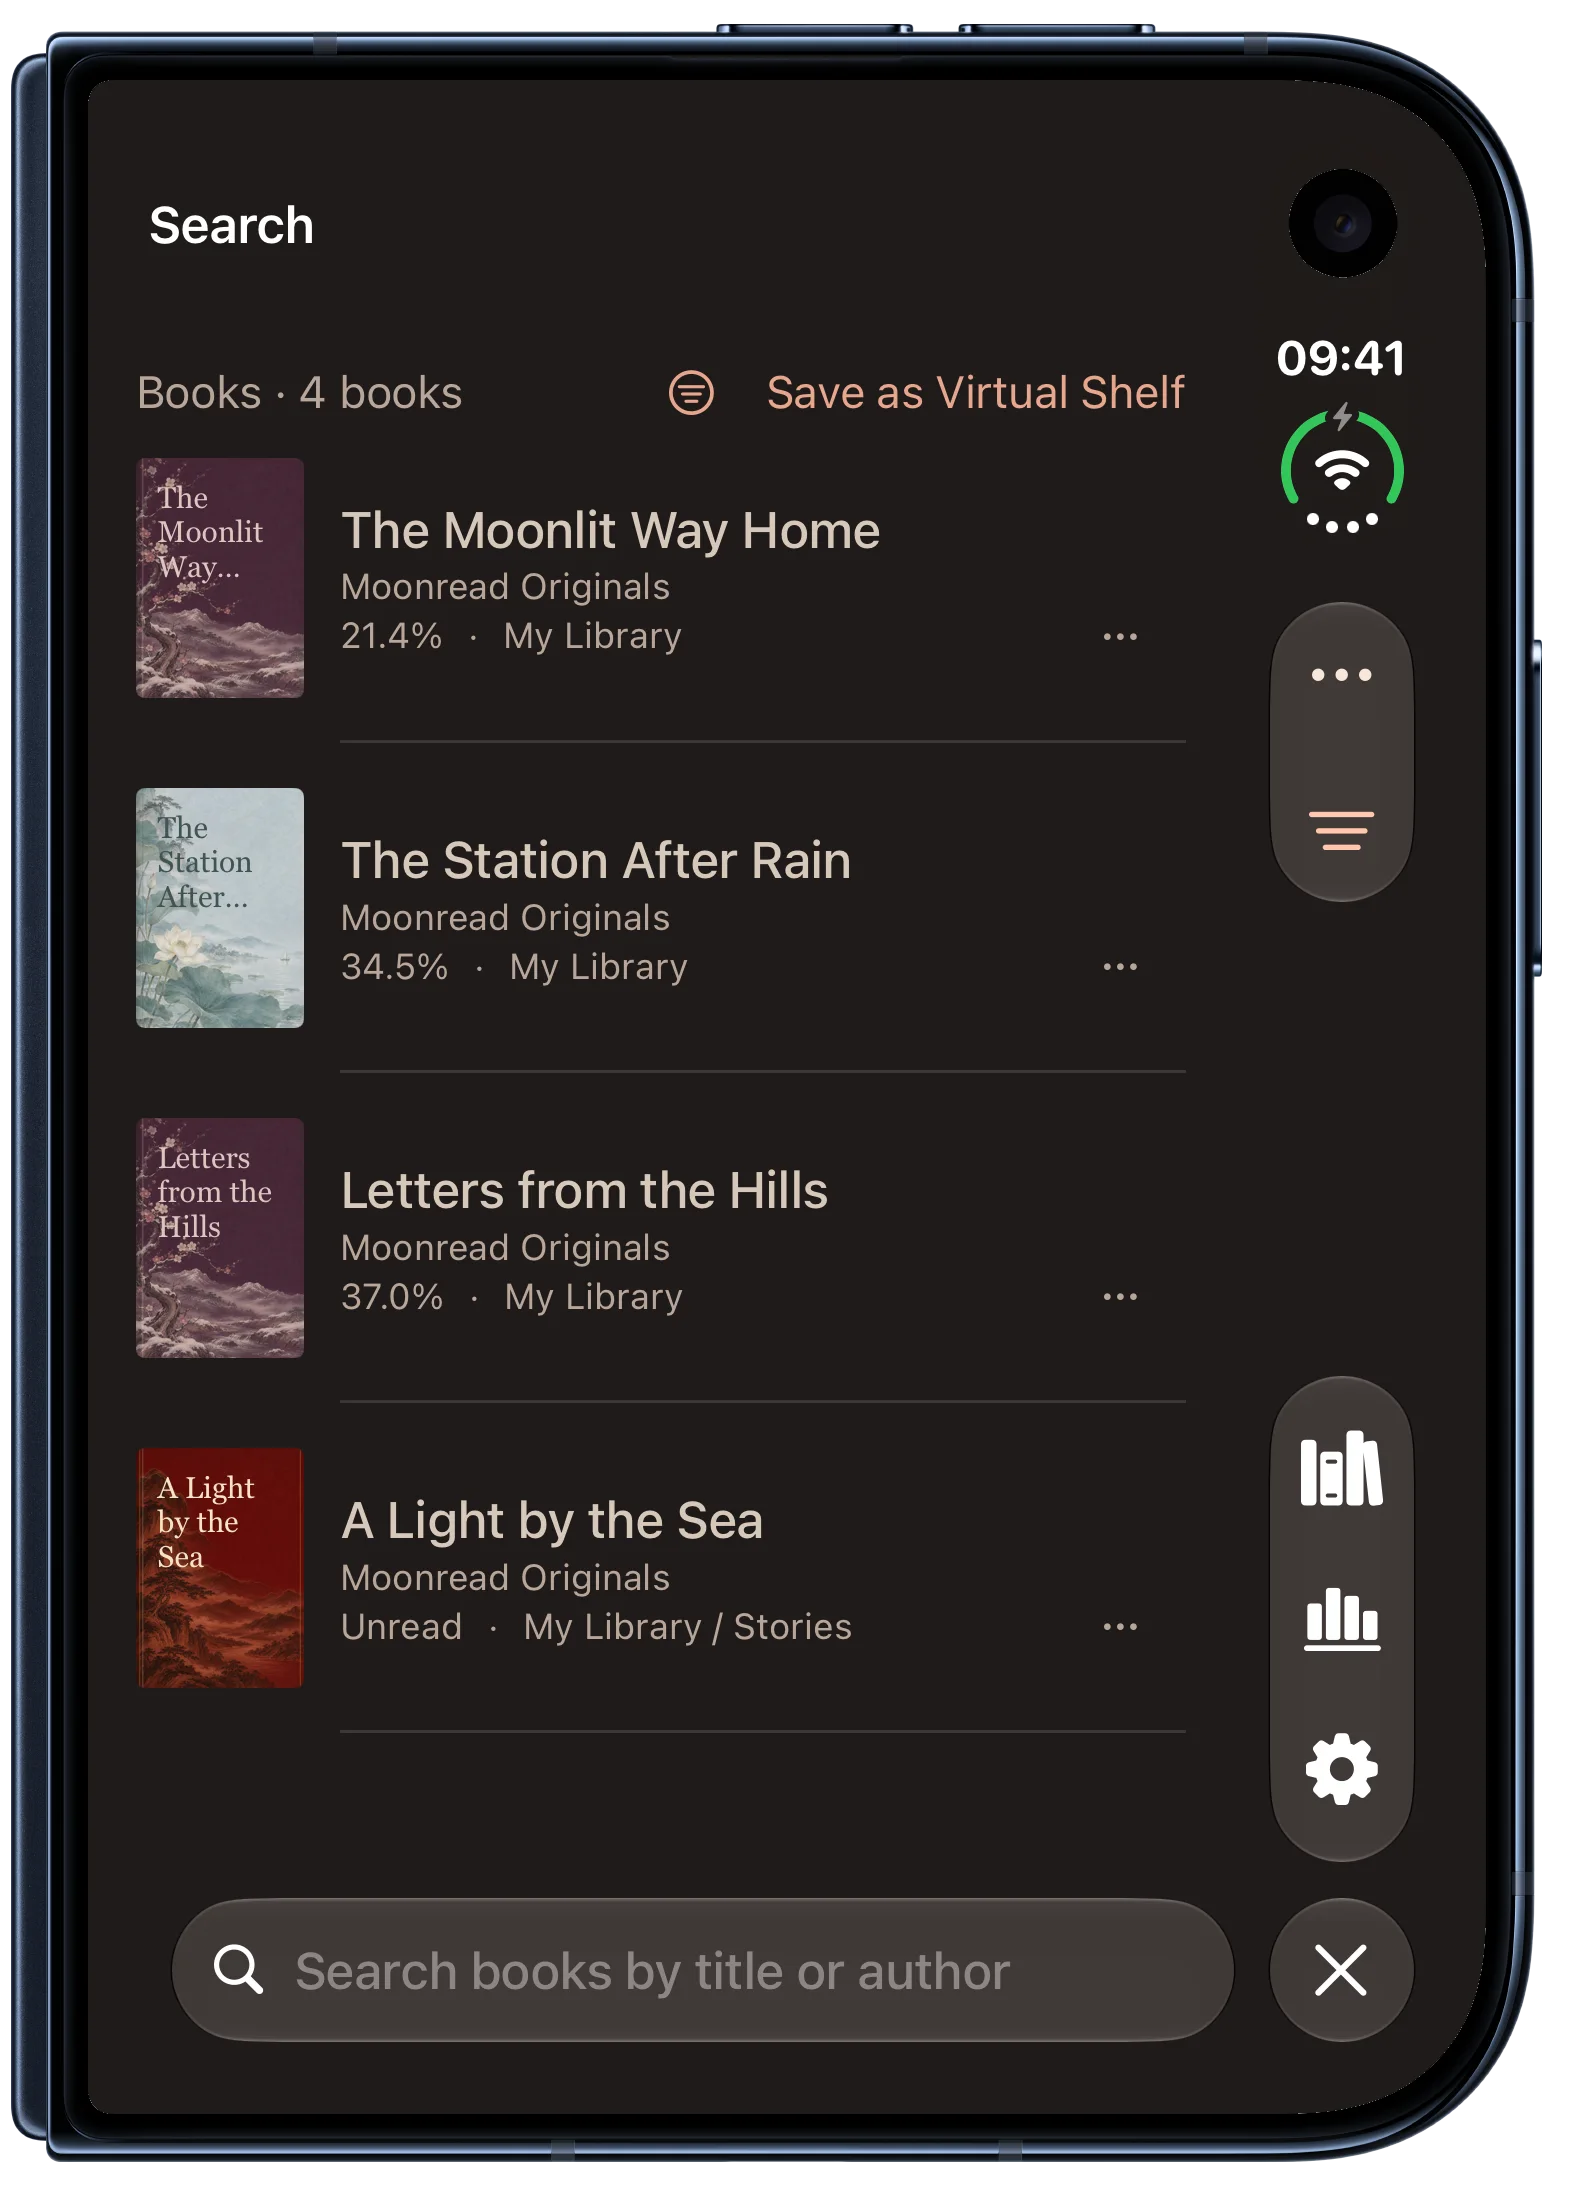 Search
09:41
Books · 4 books
Save as Virtual Shelf
The
Moonlit
Way...
The Moonlit Way Home
Moonread Originals
21.4% · My Library
The
Station
After...
The Station After Rain
Moonread Originals
34.5% · My Library
Letters
from the
Hills
Letters from the Hills
Moonread Originals
37.0% · My Library
A Light
by the
Sea
A Light by the Sea
Moonread Originals
Unread · My Library / Stories
Search books by title or author